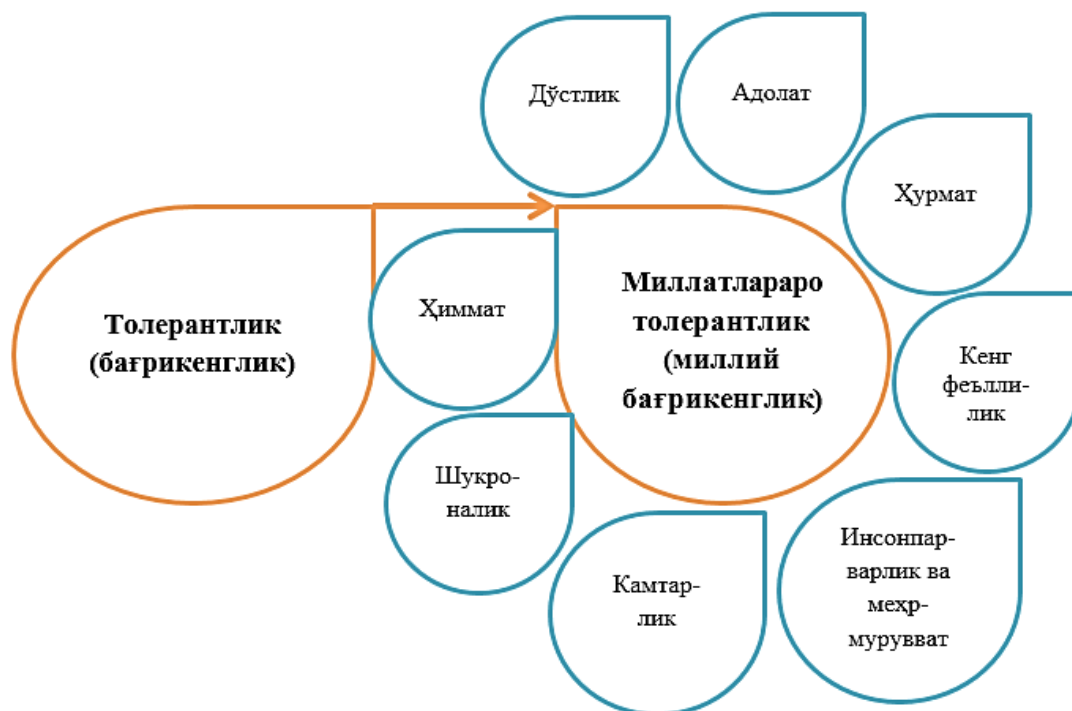 Дўстлик
Адолат
Ҳурмат
Толерантлик
(бағрикенглик)
Ҳиммат
Миллатлараро
толерантлик
(миллий
бағрикенглик)
Кенг
феълли-
лик
Шукро-
налик
Камтар-
лик
Инсонпар-
варлик ва
меҳр-
мурувват